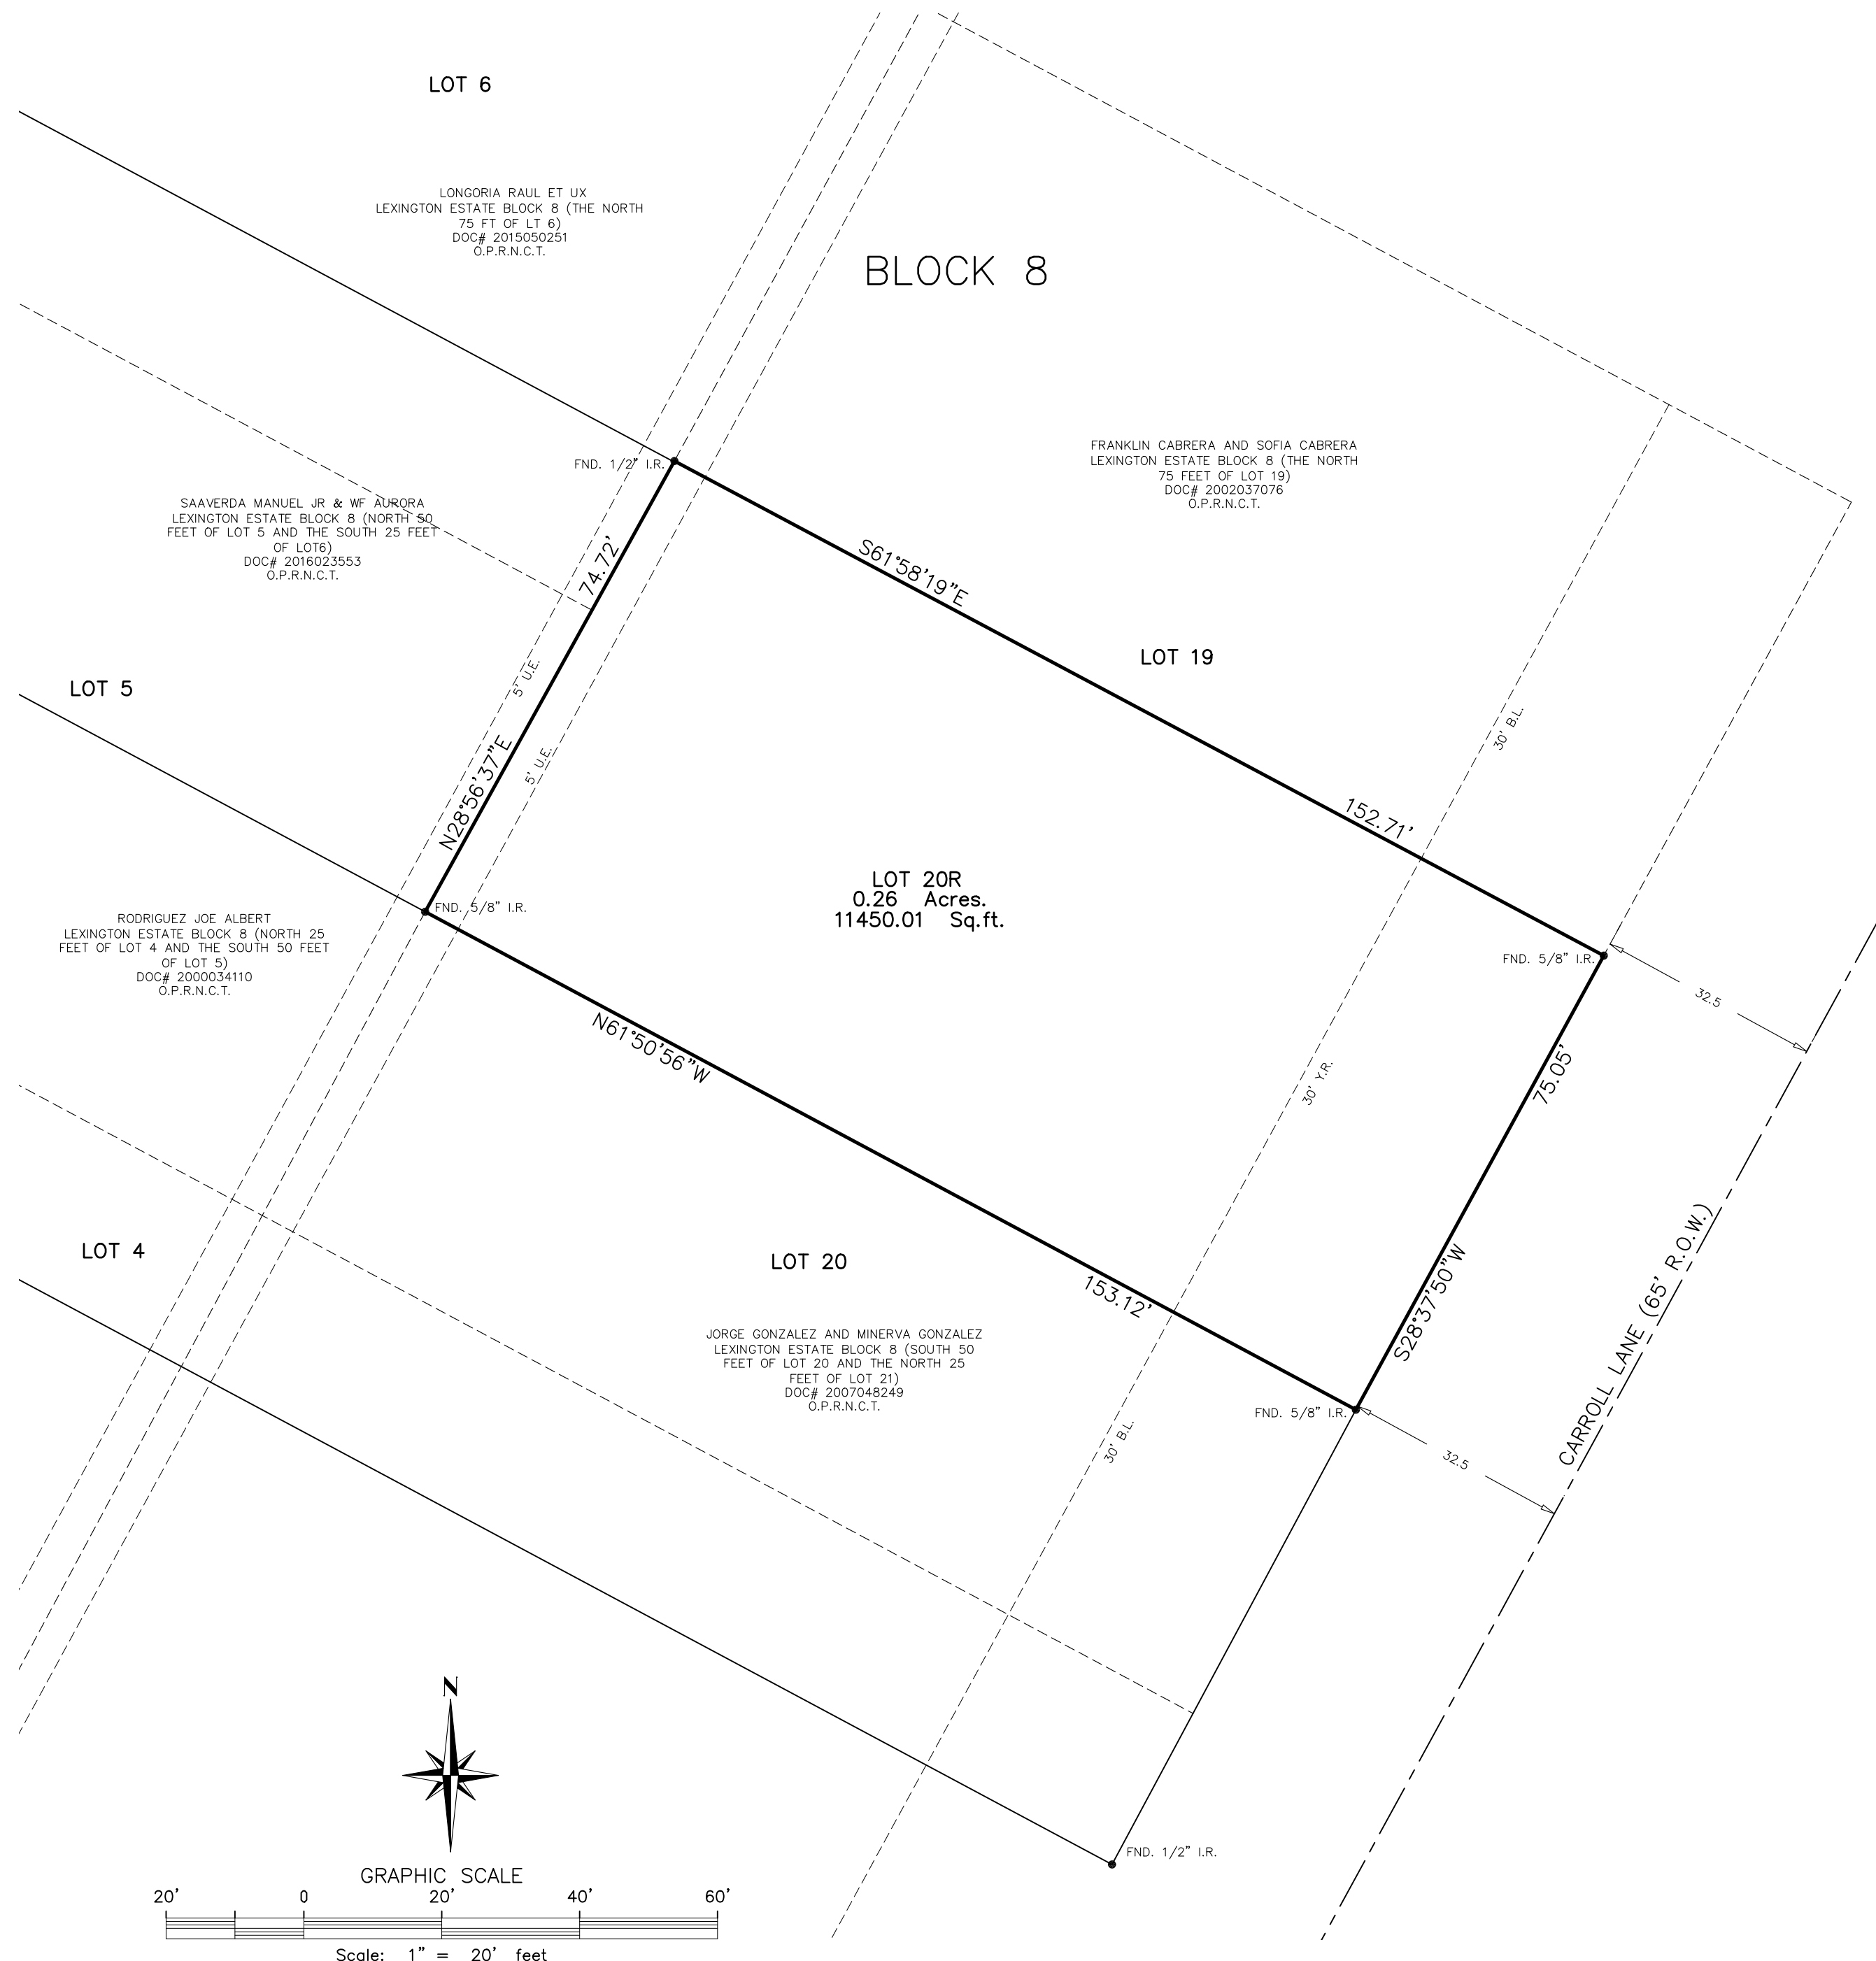 LOT 6
LONGORIA RAUL ET UX
LEXINGTON ESTATE BLOCK 8 (THE NORTH
75 FT OF LT 6)
DOC# 2015050251
O.P.R.N.C.T.
BLOCK 8
FRANKLIN CABRERA AND SOFIA CABRERA
LEXINGTON ESTATE BLOCK 8 (THE NORTH
75 FEET OF LOT 19)
DOC# 2002037076
O.P.R.N.C.T.
FND. 1/2" I.R.
SAAVERDA MANUEL JR & WF AURORA
LEXINGTON ESTATE BLOCK 8 (NORTH 50
FEET OF LOT 5 AND THE SOUTH 25 FEET
OF LOT6)
DOC# 2016023553
O.P.R.N.C.T.
74.72'
S61°58'19"E
LOT 19
5' U.E.
LOT 5
30' B.L.
5' U.E.
N28°56'37"E
152.71'
LOT 20R
0.26 Acres.
11450.01 Sq.ft.
FND. 5/8" I.R.
RODRIGUEZ JOE ALBERT
LEXINGTON ESTATE BLOCK 8 (NORTH 25
FEET OF LOT 4 AND THE SOUTH 50 FEET
OF LOT 5)
DOC# 2000034110
O.P.R.N.C.T.
FND. 5/8" I.R.
32.5
N61°50'56"W
30' Y.R.
75.05'
LOT 4
LOT 20
153.12'
S28°37'50"W
CARROLL LANE (65' R.O.W.)
JORGE GONZALEZ AND MINERVA GONZALEZ
LEXINGTON ESTATE BLOCK 8 (SOUTH 50
FEET OF LOT 20 AND THE NORTH 25
FEET OF LOT 21)
DOC# 2007048249
O.P.R.N.C.T.
FND. 5/8" I.R.
30' B.L.
32.5
N
FND. 1/2" I.R.
GRAPHIC SCALE
20' 0 20' 40' 60'
Scale: 1" = 20' feet